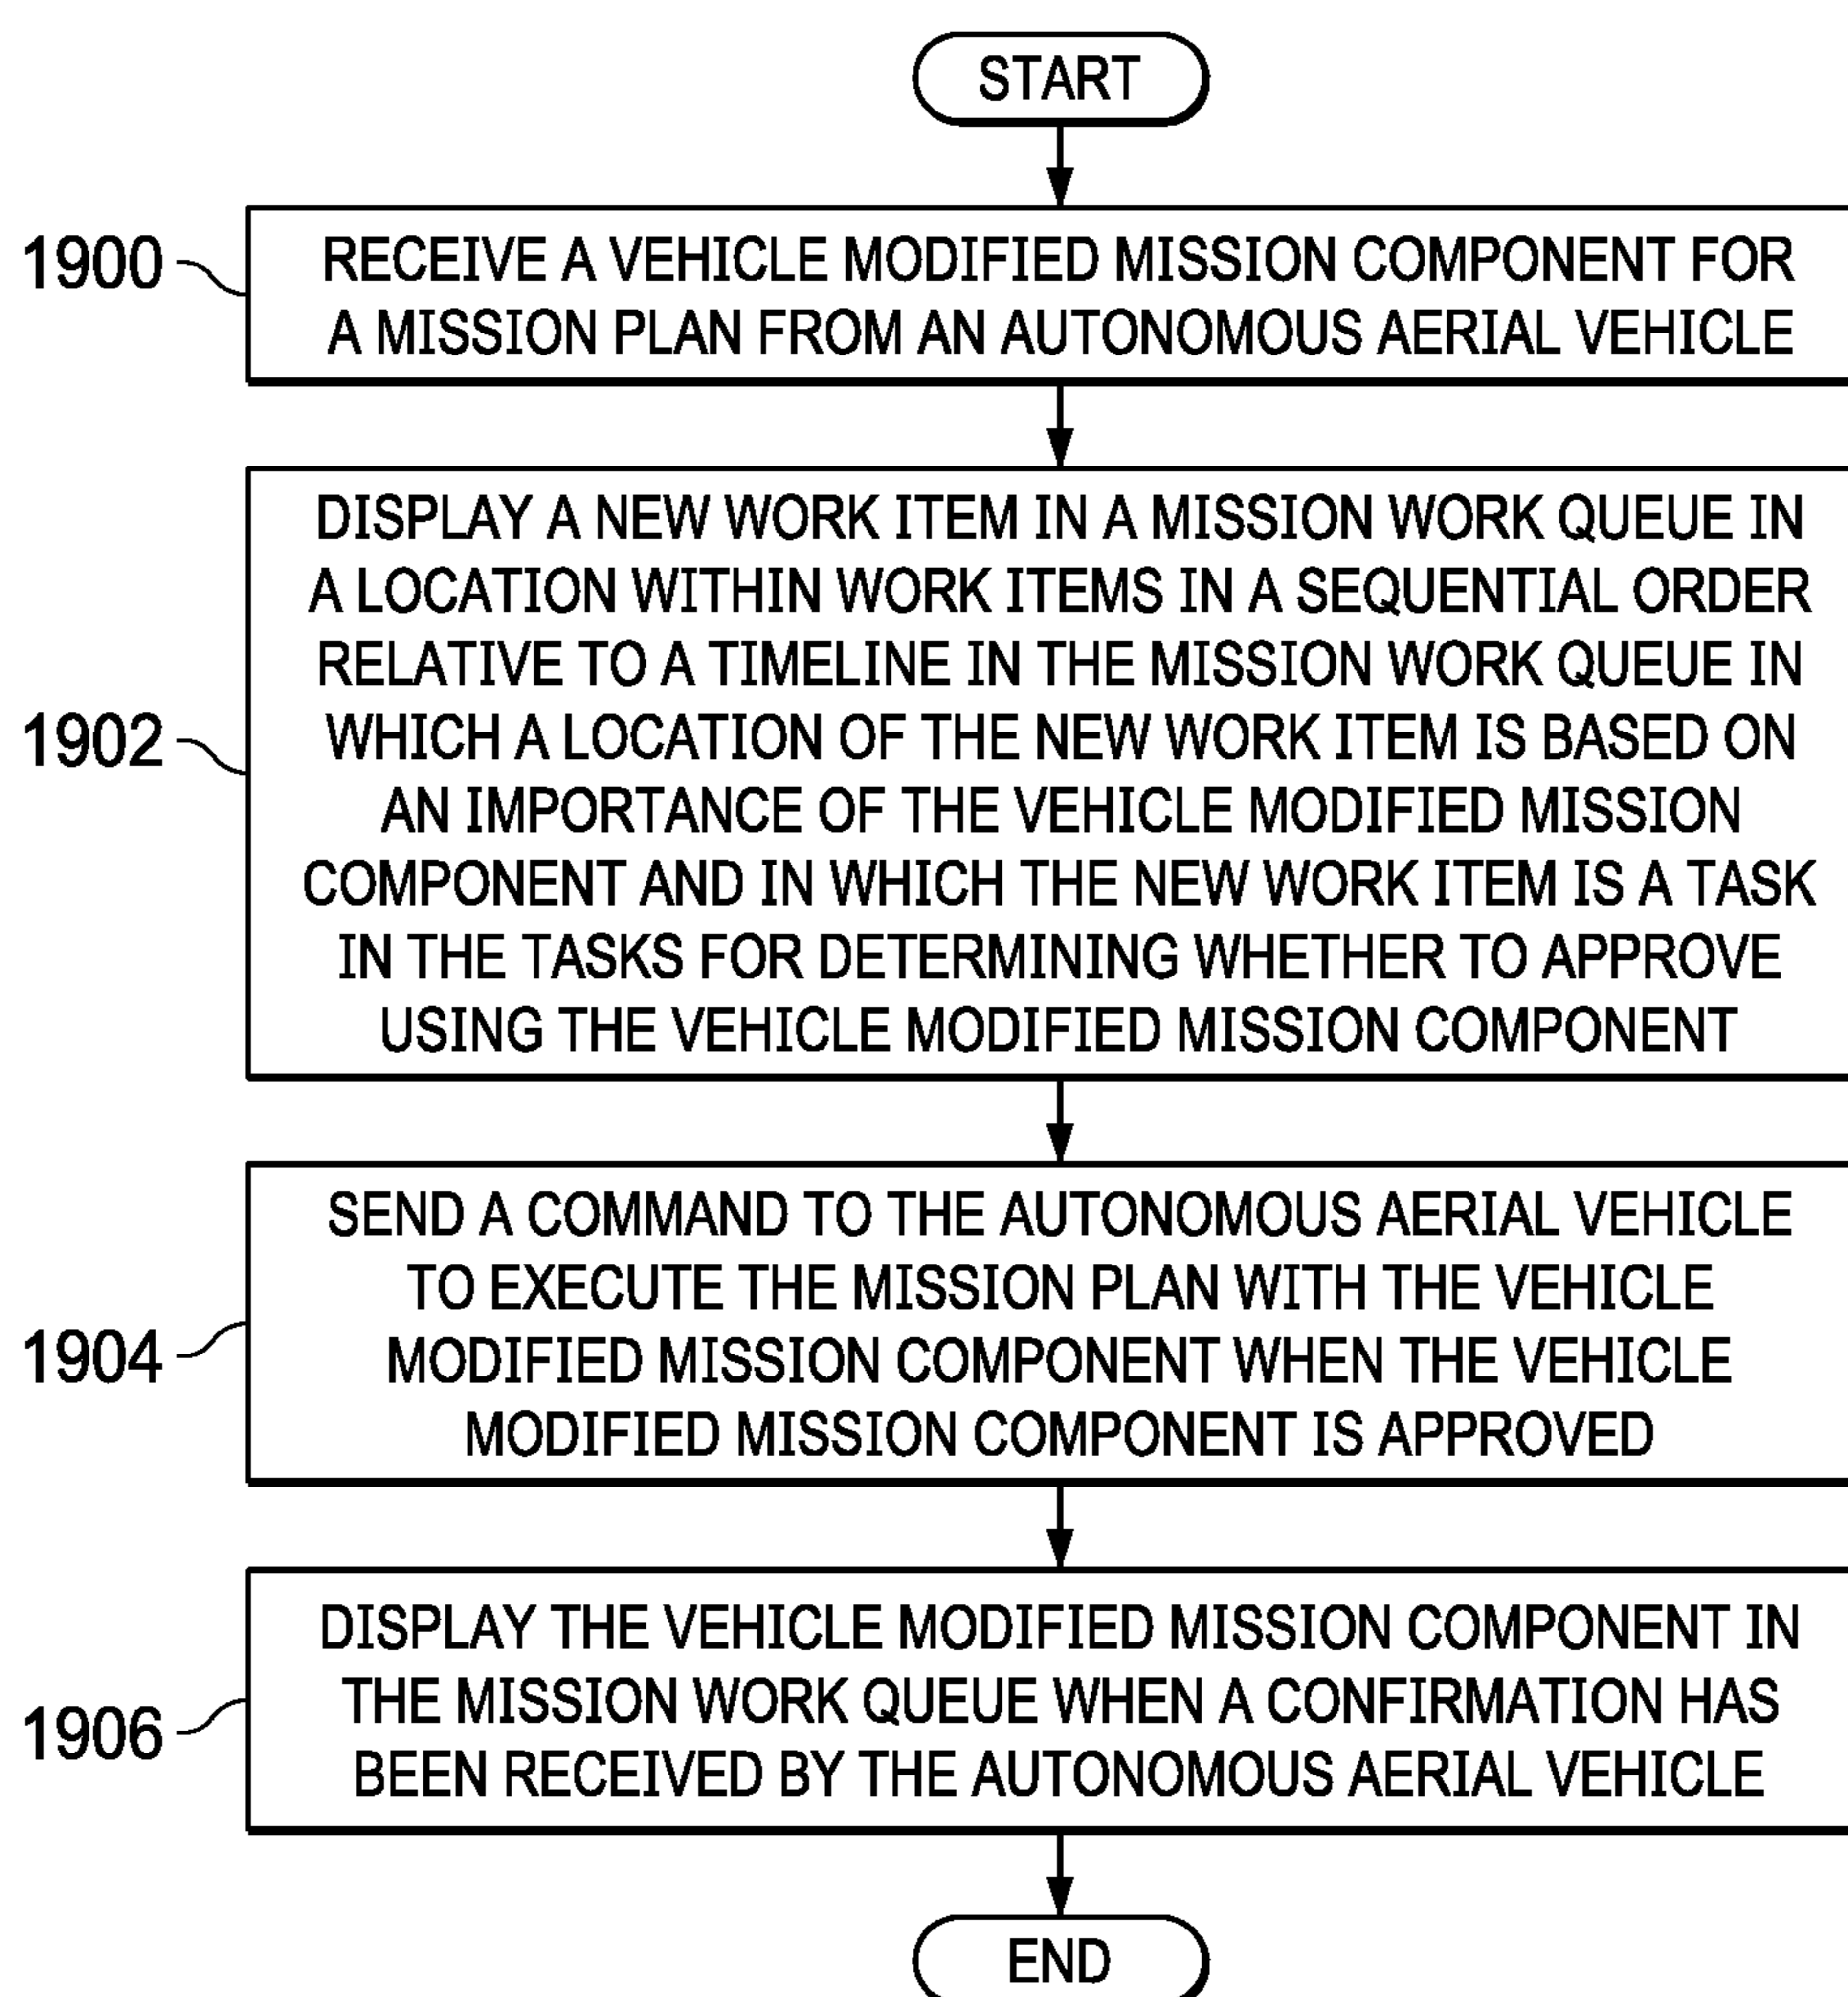 START
1900
RECEIVE A VEHICLE MODIFIED MISSION COMPONENT FOR
A MISSION PLAN FROM AN AUTONOMOUS AERIAL VEHICLE
1902
DISPLAY A NEW WORK ITEM IN A MISSION WORK QUEUE IN
A LOCATION WITHIN WORK ITEMS IN A SEQUENTIAL ORDER
RELATIVE TO A TIMELINE IN THE MISSION WORK QUEUE IN
WHICH A LOCATION OF THE NEW WORK ITEM IS BASED ON
AN IMPORTANCE OF THE VEHICLE MODIFIED MISSION
COMPONENT AND IN WHICH THE NEW WORK ITEM IS A TASK
IN THE TASKS FOR DETERMINING WHETHER TO APPROVE
USING THE VEHICLE MODIFIED MISSION COMPONENT
1904
SEND A COMMAND TO THE AUTONOMOUS AERIAL VEHICLE
TO EXECUTE THE MISSION PLAN WITH THE VEHICLE
MODIFIED MISSION COMPONENT WHEN THE VEHICLE
MODIFIED MISSION COMPONENT IS APPROVED
1906
DISPLAY THE VEHICLE MODIFIED MISSION COMPONENT IN
THE MISSION WORK QUEUE WHEN A CONFIRMATION HAS
BEEN RECEIVED BY THE AUTONOMOUS AERIAL VEHICLE
END